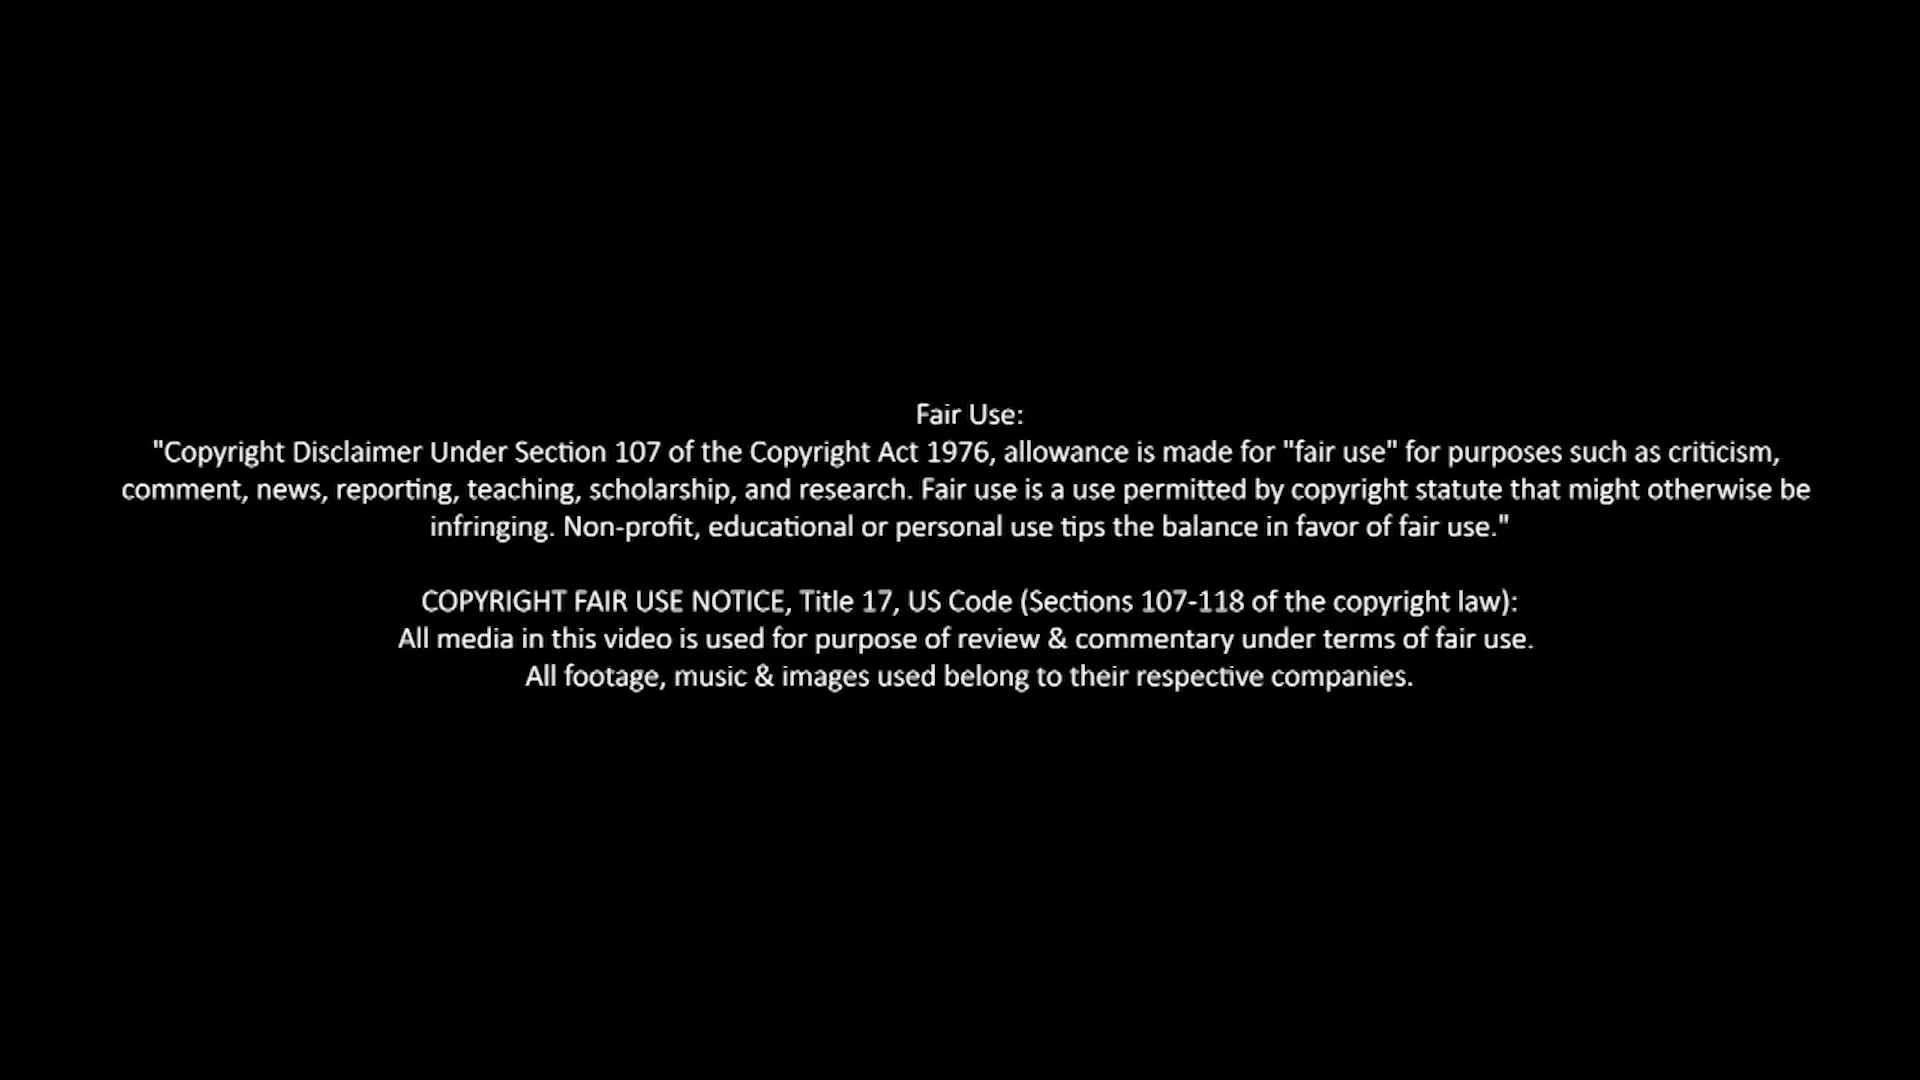 Fair Use:
"Copyright Disclaimer Under Section 107 of the Copyright Act 1976, allowance is made for "fair use" for purposes such as criticism,
comment, news, reporting, teaching, scholarship, and research. Fair use is a use permitted by copyright statute that might otherwise be
infringing. Non-profit, educational or personal use tips the balance in favor of fair use."
COPYRIGHT FAIR USE NOTICE, Title 17, US Code (Sections 107-118 of the copyright law):
All media in this video is used for purpose of review & commentary under terms of fair use.
All footage, music & images used belong to their respective companies.